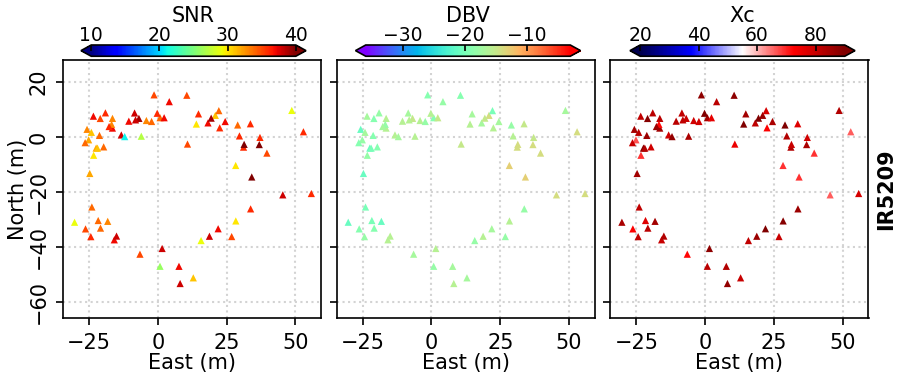 SNR DBV Xc
10 20 30 40 −30 −20 −10 20 40 60 80
20
0
−20
−40
−60
North (m)
IR5209
−25 0 25 50 −25 0 25 50 −25 0 25 50
East (m) East (m) East (m)